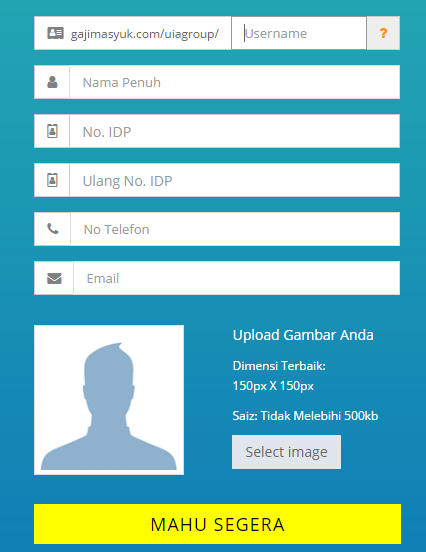 gajimasyuk.com/uiagroup/ Username ?
Nama Penuh
No. IDP
Ulang No. IDP
No Telefon
Email
Upload Gambar Anda
Dimensi Terbaik:
150px X 150px
Saiz: Tidak Melebihi 500kb
Select image
MAHU SEGERA